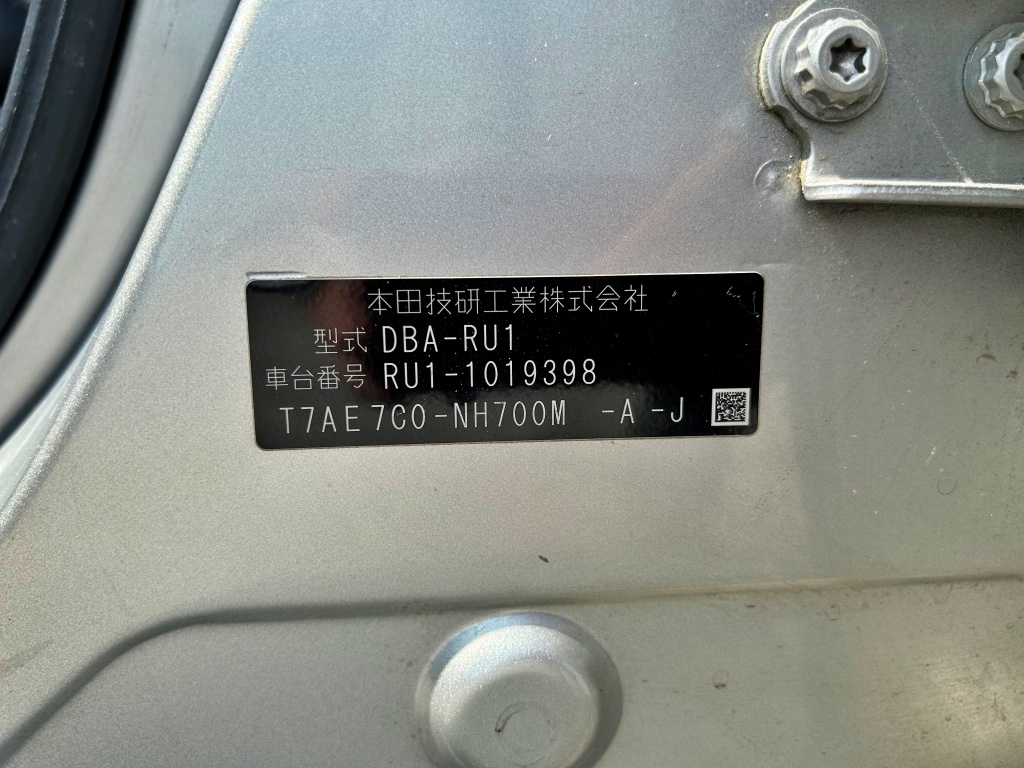 本田技研工業株式会社
型式 DBA-RU1
車台番号 RU1-1019398
T7AE7C0-NH700M -A -J